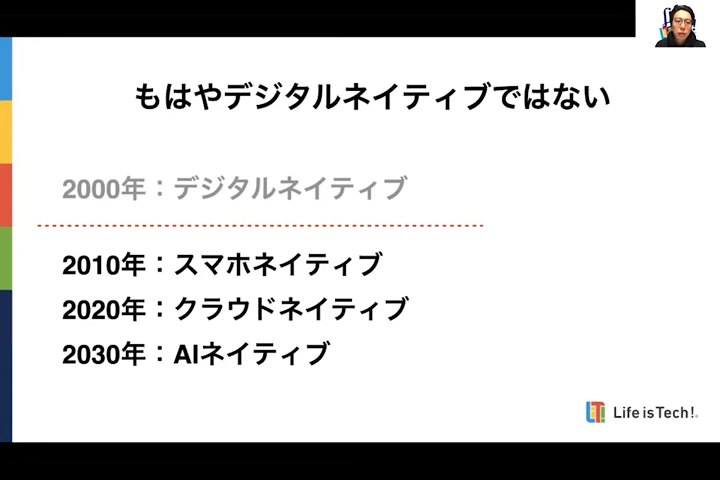 もはやデジタルネイティブではない
2000年：デジタルネイティブ
2010年：スマホネイティブ
2020年：クラウドネイティブ
2030年：AIネイティブ
Life is Tech!